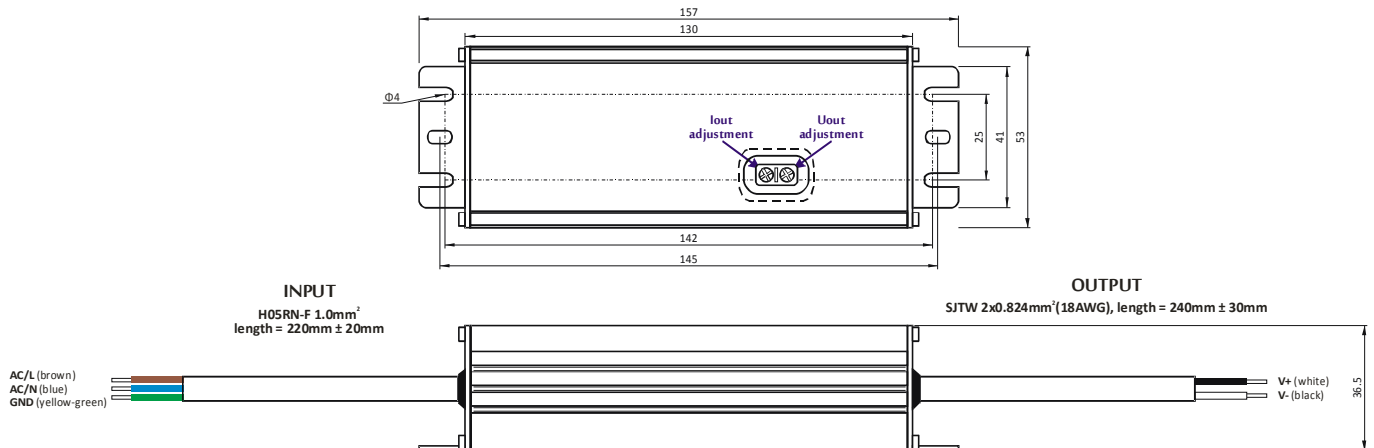 157
130
Φ4
Iout
adjustment
Uout
adjustment
25
41
53
142
145
INPUT
H05RN-F 1.0mm²
length = 220mm ± 20mm
OUTPUT
SJTW 2x0.824mm²(18AWG), length = 240mm ± 30mm
AC/L (brown)
AC/N (blue)
GND (yellow-green)
V+ (white)
V- (black)
36.5